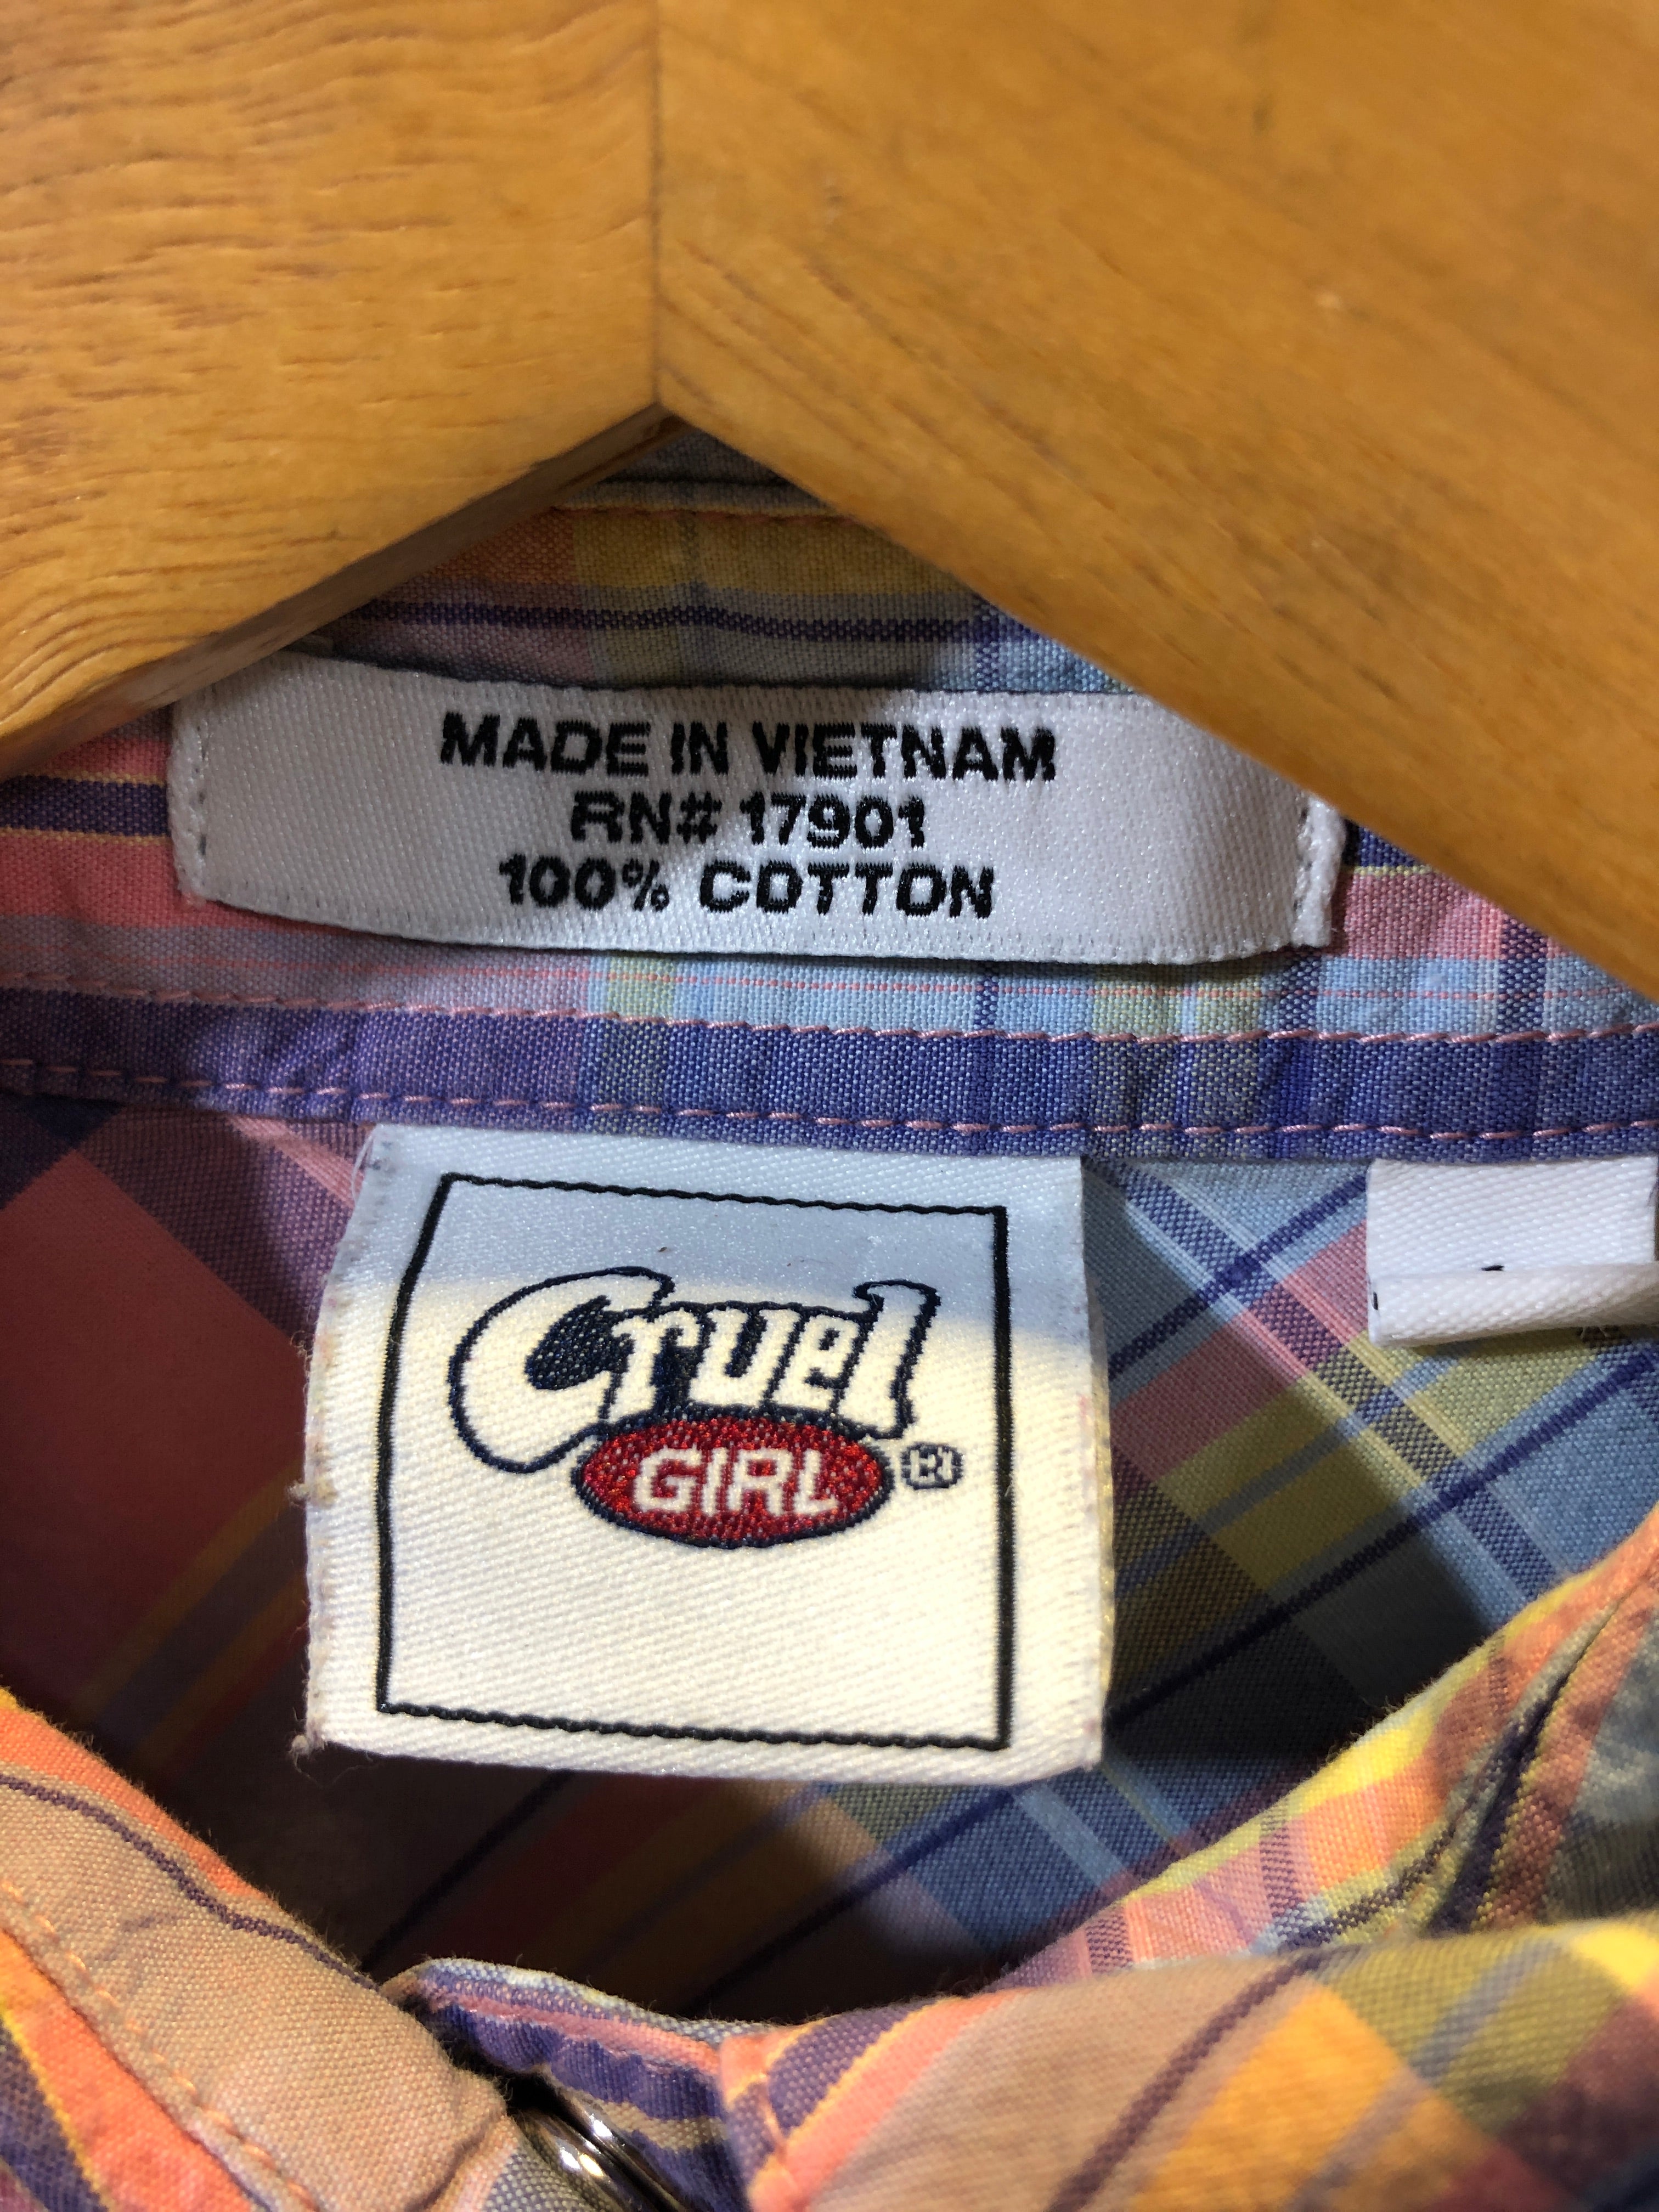 MADE IN VIETNAM
RN# 17901
100% COTTON
Cruel
GIRL®